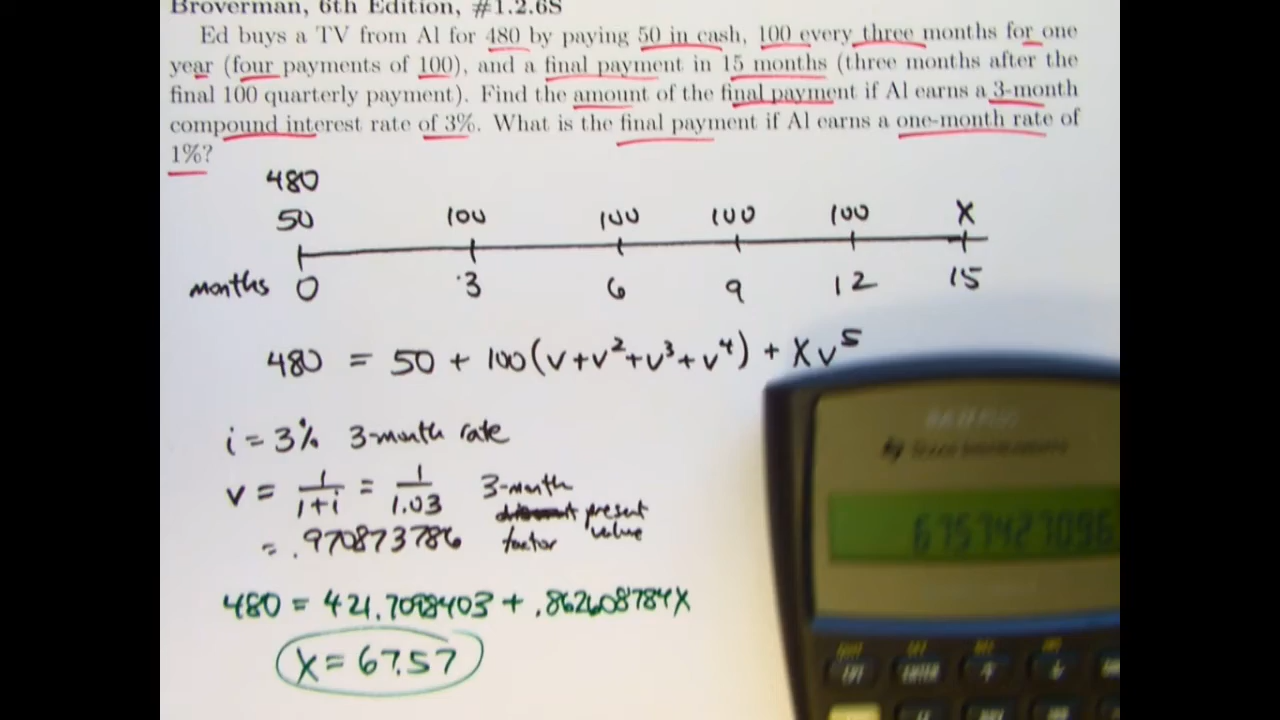 Broverman, 6th Edition, #1.2.6S
Ed buys a TV from Al for 480 by paying 50 in cash, 100 every three months for one
year (four payments of 100), and a final payment in 15 months (three months after the
final 100 quarterly payment). Find the amount of the final payment if Al earns a 3-month
compound interest rate of 3%. What is the final payment if Al earns a one-month rate of
1%?
480
50 100 100 100 100 X
months 0 3 6 9 12 15
480 = 50 + 100(v+v²+v³+v⁴) + Xv⁵
i = 3% 3-month rate
v = 1/(1+i) = 1/1.03 3-month
present value
= .970873786 factor
480 = 421.7098403 + .862608784X
X = 67.57
67.57427096
ENTER